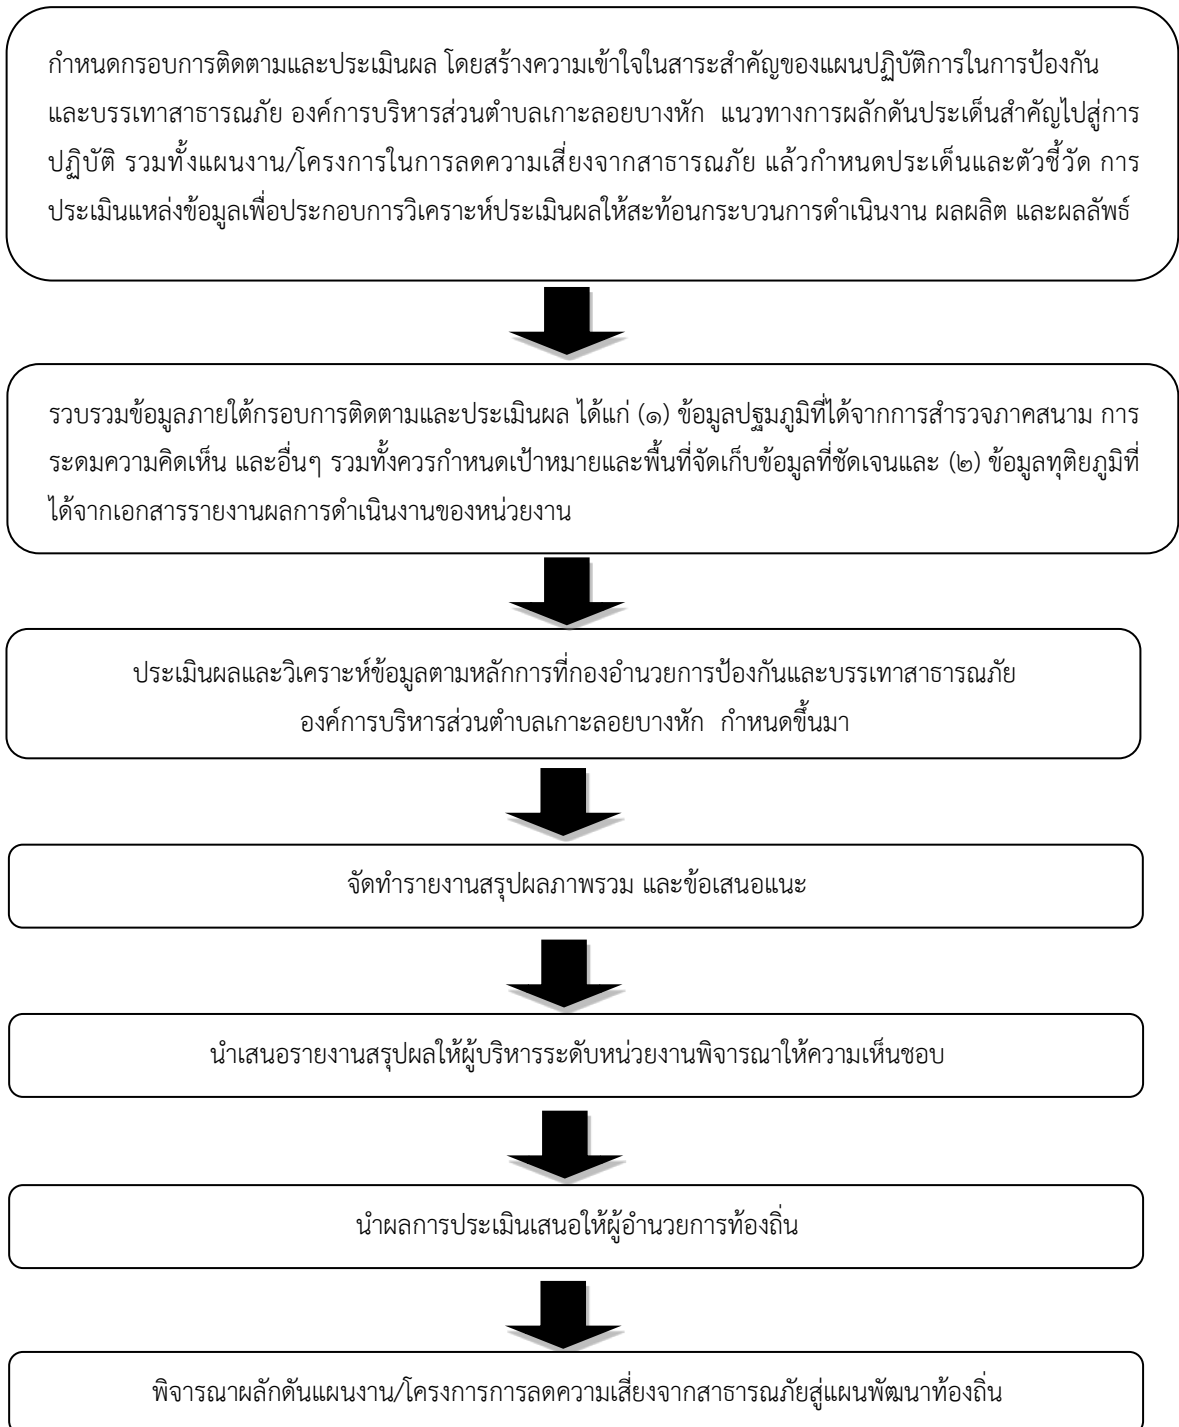 กำหนดกรอบการติดตามและประเมินผล โดยสร้างความเข้าใจในสาระสำคัญของแผนปฏิบัติการในการป้องกัน
และบรรเทาสาธารณภัย องค์การบริหารส่วนตำบลเกาะลอยบางหัก แนวทางการผลักดันประเด็นสำคัญไปสู่การ
ปฏิบัติ รวมทั้งแผนงาน/โครงการในการลดความเสี่ยงจากสาธารณภัย แล้วกำหนดประเด็นและตัวชี้วัด การ
ประเมินแหล่งข้อมูลเพื่อประกอบการวิเคราะห์ประเมินผลให้สะท้อนกระบวนการดำเนินงาน ผลผลิต และผลลัพธ์
รวบรวมข้อมูลภายใต้กรอบการติดตามและประเมินผล ได้แก่ (๑) ข้อมูลปฐมภูมิที่ได้จากการสำรวจภาคสนาม การ
ระดมความคิดเห็น และอื่นๆ รวมทั้งควรกำหนดเป้าหมายและพื้นที่จัดเก็บข้อมูลที่ชัดเจนและ (๒) ข้อมูลทุติยภูมิที่
ได้จากเอกสารรายงานผลการดำเนินงานของหน่วยงาน
ประเมินผลและวิเคราะห์ข้อมูลตามหลักการที่กองอำนวยการป้องกันและบรรเทาสาธารณภัย
องค์การบริหารส่วนตำบลเกาะลอยบางหัก กำหนดขึ้นมา
จัดทำรายงานสรุปผลภาพรวม และข้อเสนอแนะ
นำเสนอรายงานสรุปผลให้ผู้บริหารระดับหน่วยงานพิจารณาให้ความเห็นชอบ
นำผลการประเมินเสนอให้ผู้อำนวยการท้องถิ่น
พิจารณาผลักดันแผนงาน/โครงการการลดความเสี่ยงจากสาธารณภัยสู่แผนพัฒนาท้องถิ่น